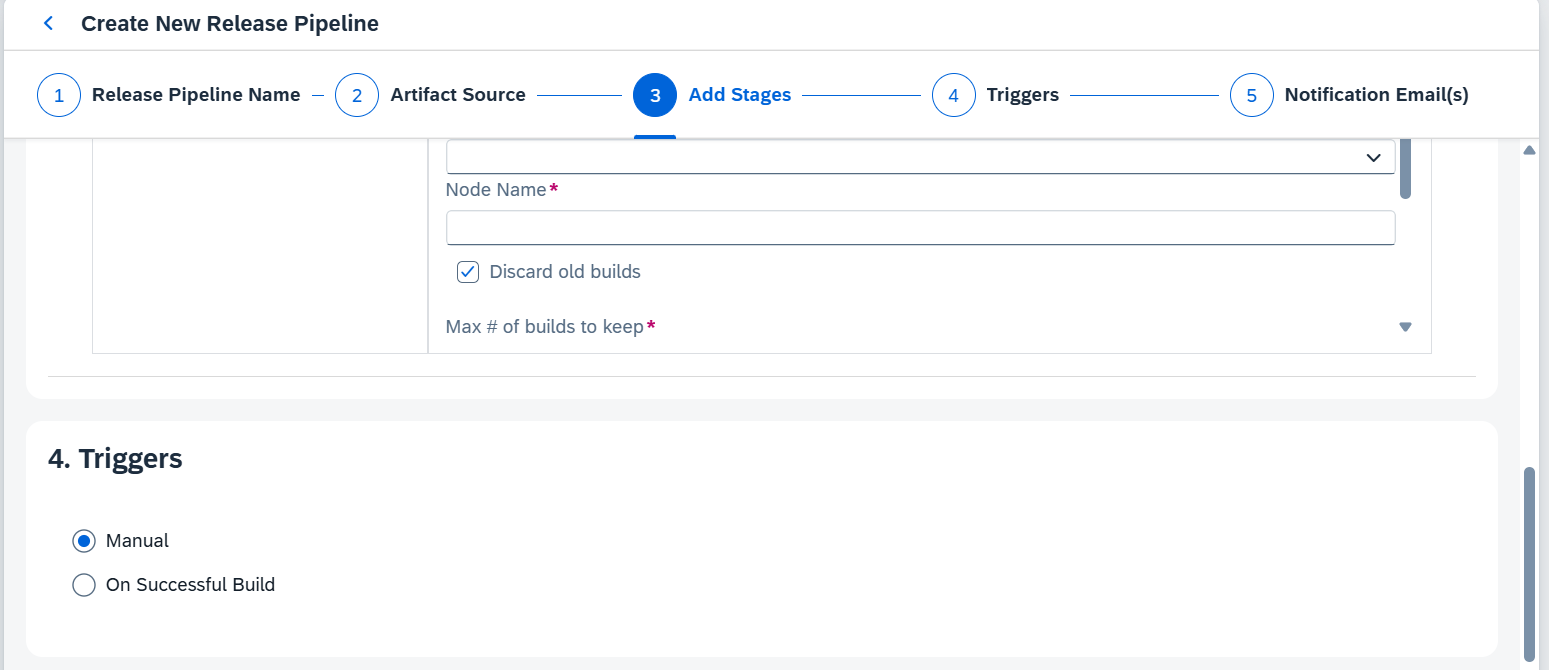 Create New Release Pipeline
1 Release Pipeline Name 2 Artifact Source 3 Add Stages 4 Triggers 5 Notification Email(s)
Node Name*
Discard old builds
Max # of builds to keep*
4. Triggers
Manual
On Successful Build